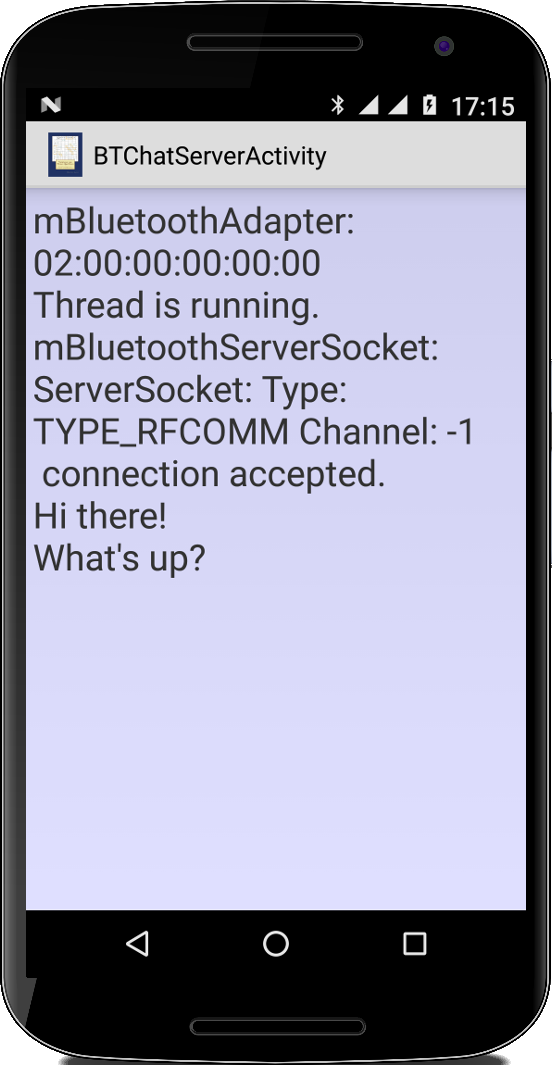 17:15
BTChatServerActivity
mBluetoothAdapter:
02:00:00:00:00:00
Thread is running.
mBluetoothServerSocket:
ServerSocket: Type:
TYPE_RFCOMM Channel: -1
connection accepted.
Hi there!
What's up?